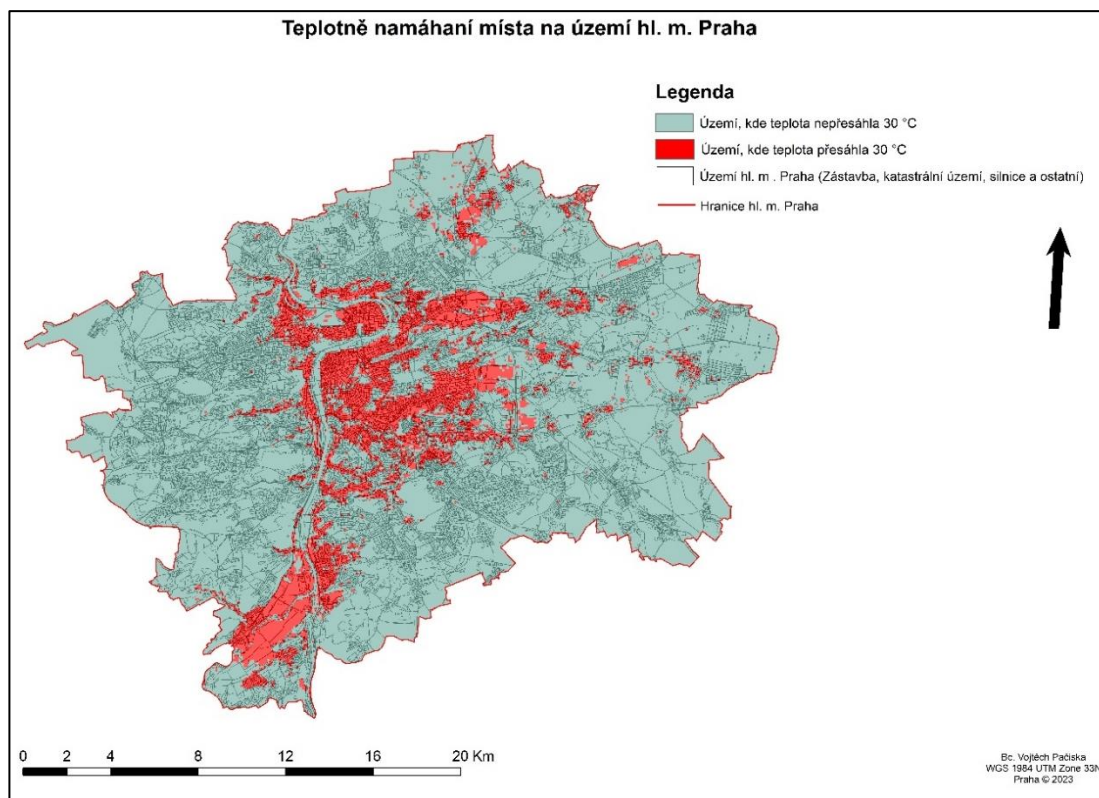 Teplotně namáhaní místa na území hl. m. Praha
Legenda
Území, kde teplota nepřesáhla 30 °C
Území, kde teplota přesáhla 30 °C
Území hl. m . Praha (Zástavba, katastrální území, silnice a ostatní)
Hranice hl. m. Praha
0 2 4 8 12 16 20 Km
Bc. Vojtěch Pačiska
WGS 1984 UTM Zone 33N
Praha © 2023